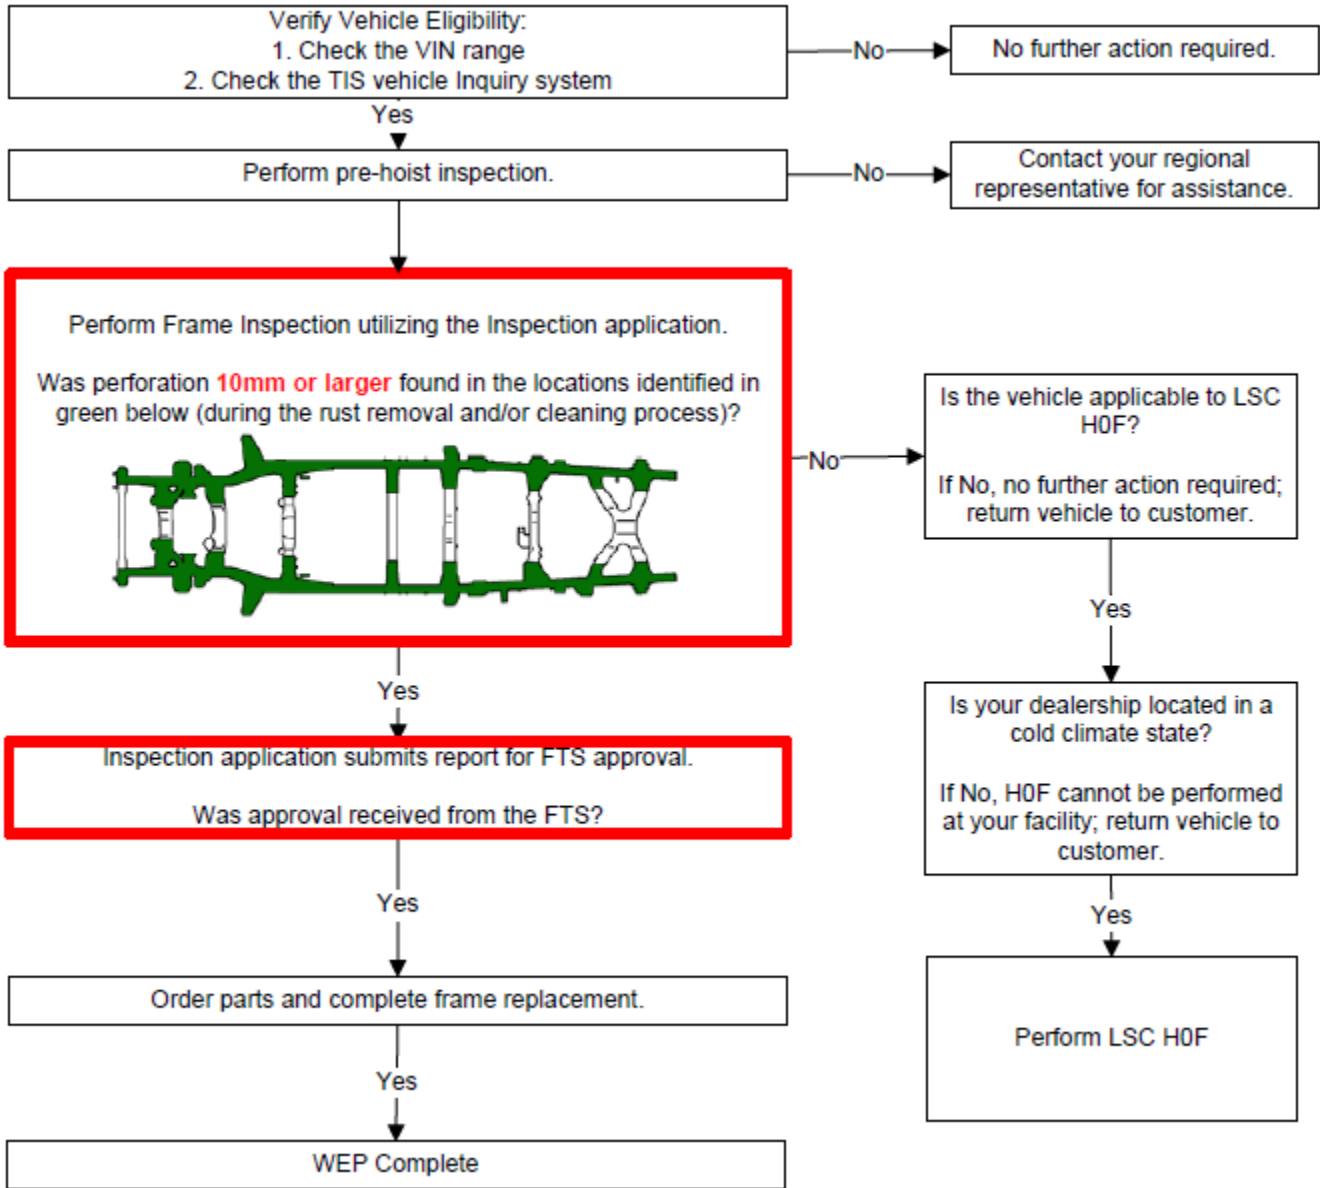 Verify Vehicle Eligibility:
1. Check the VIN range
2. Check the TIS vehicle Inquiry system
No
No further action required.
Yes
Perform pre-hoist inspection.
No
Contact your regional
representative for assistance.
Perform Frame Inspection utilizing the Inspection application.
Was perforation 10mm or larger found in the locations identified in
green below (during the rust removal and/or cleaning process)?
No
Is the vehicle applicable to LSC
H0F?
If No, no further action required;
return vehicle to customer.
Yes
Is your dealership located in a
cold climate state?
If No, H0F cannot be performed
at your facility; return vehicle to
customer.
Yes
Perform LSC H0F
Yes
Inspection application submits report for FTS approval.
Was approval received from the FTS?
Yes
Order parts and complete frame replacement.
Yes
WEP Complete